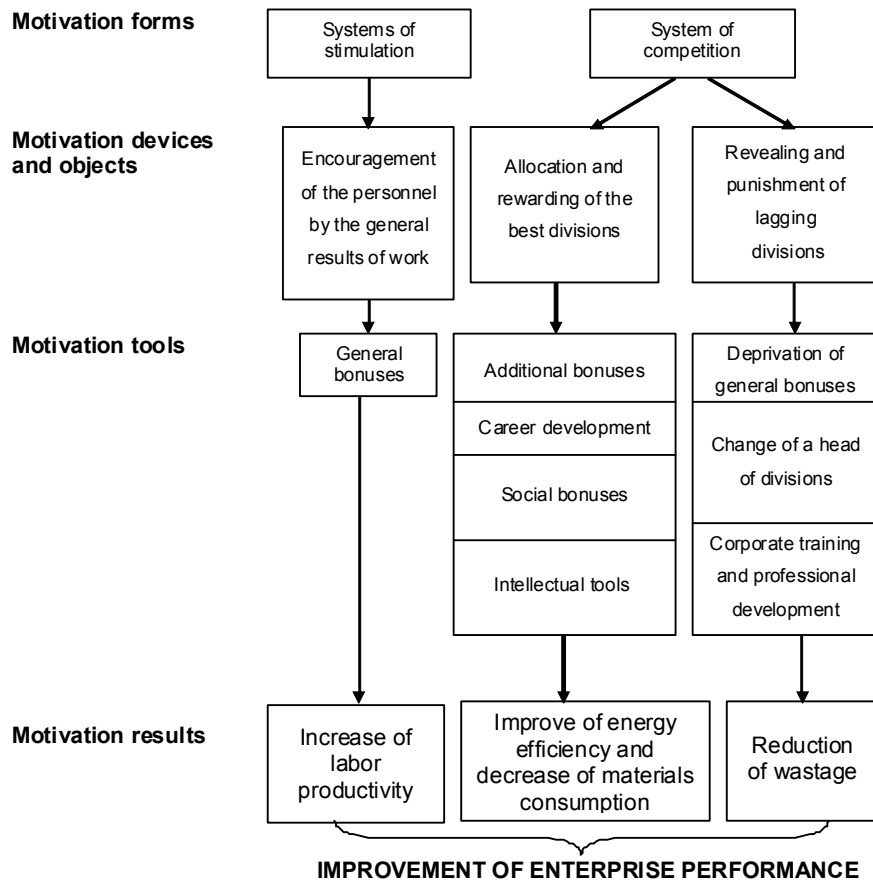 Motivation forms
Systems of
stimulation
System of
competition
Motivation devices
and objects
Encouragement
of the personnel
by the general
results of work
Allocation and
rewarding of the
best divisions
Revealing and
punishment of
lagging
divisions
Motivation tools
General
bonuses
Additional bonuses
Career development
Social bonuses
Intellectual tools
Deprivation of
general bonuses
Change of a head
of divisions
Corporate training
and professional
development
Motivation results
Increase of
labor
productivity
Improve of energy
efficiency and
decrease of materials
consumption
Reduction
of wastage
IMPROVEMENT OF ENTERPRISE PERFORMANCE